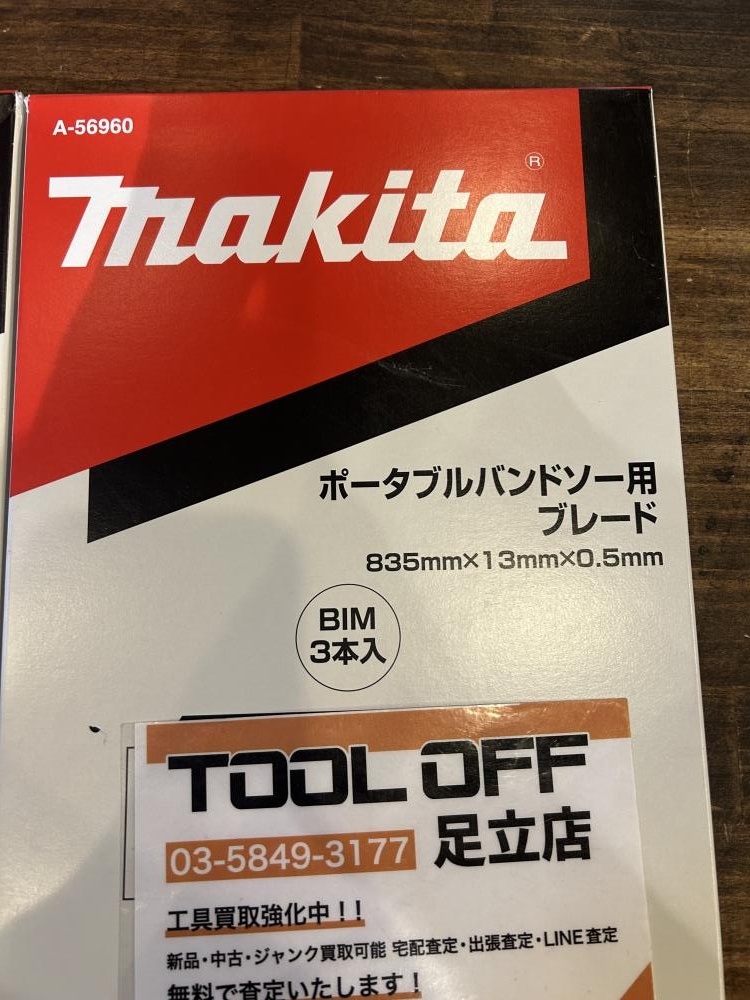 A-56960
makita®
ポータブルバンドソー用
ブレード
835mm×13mm×0.5mm
BIM
3本入
TOOL OFF
03-5849-3177 足立店
工具買取強化中!!
新品・中古・ジャンク買取可能 宅配査定・出張査定・LINE査定
無料で査定いたします!